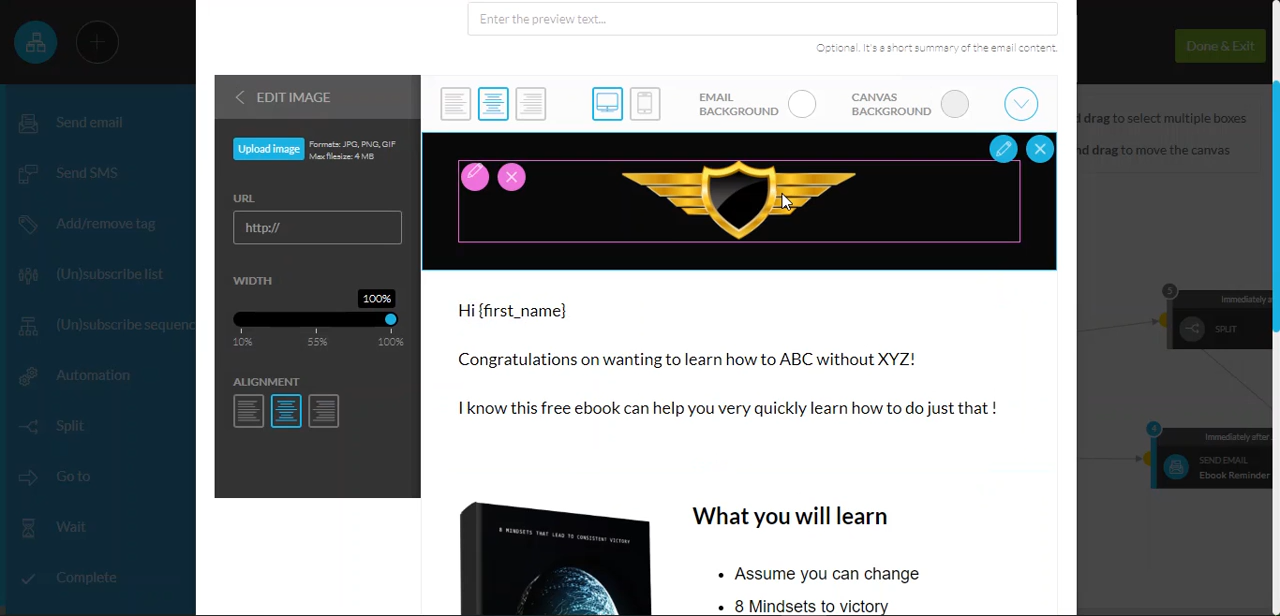 Enter the preview text...
Optional. It's a short summary of the email content.
Done & Exit
EDIT IMAGE
EMAIL
BACKGROUND
CANVAS
BACKGROUND
Upload image
Formats: JPG, PNG, GIF
Max filesize: 4 MB
URL
http://
WIDTH
100%
10% 55% 100%
ALIGNMENT
Send email
Send SMS
Add/remove tag
(Un)subscribe list
(Un)subscribe sequenc
Automation
Split
Go to
Wait
Complete
Hi {first_name}
Congratulations on wanting to learn how to ABC without XYZ!
I know this free ebook can help you very quickly learn how to do just that !
8 MINDSETS THAT LEAD TO CONSISTENT VICTORY
What you will learn
• Assume you can change
• 8 Mindsets to victory
drag to select multiple boxes
nd drag to move the canvas
5
Immediately a
SPLIT
4
Immediately after
SEND EMAIL
Ebook Reminder